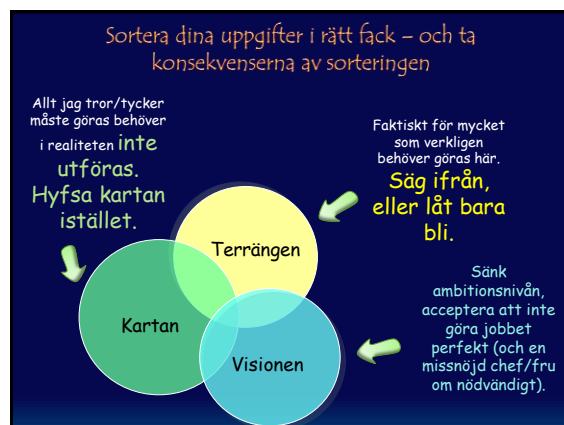 Sortera dina uppgifter i rätt fack – och ta
konsekvenserna av sorteringen
Allt jag tror/tycker
måste göras behöver
i realiteten inte
utföras.
Hyfsa kartan
istället.
Faktiskt för mycket
som verkligen
behöver göras här.
Säg ifrån,
eller låt bara
bli.
Terrängen
Kartan
Visionen
Sänk
ambitionsnivån,
acceptera att inte
göra jobbet
perfekt (och en
missnöjd chef/fru
om nödvändigt).